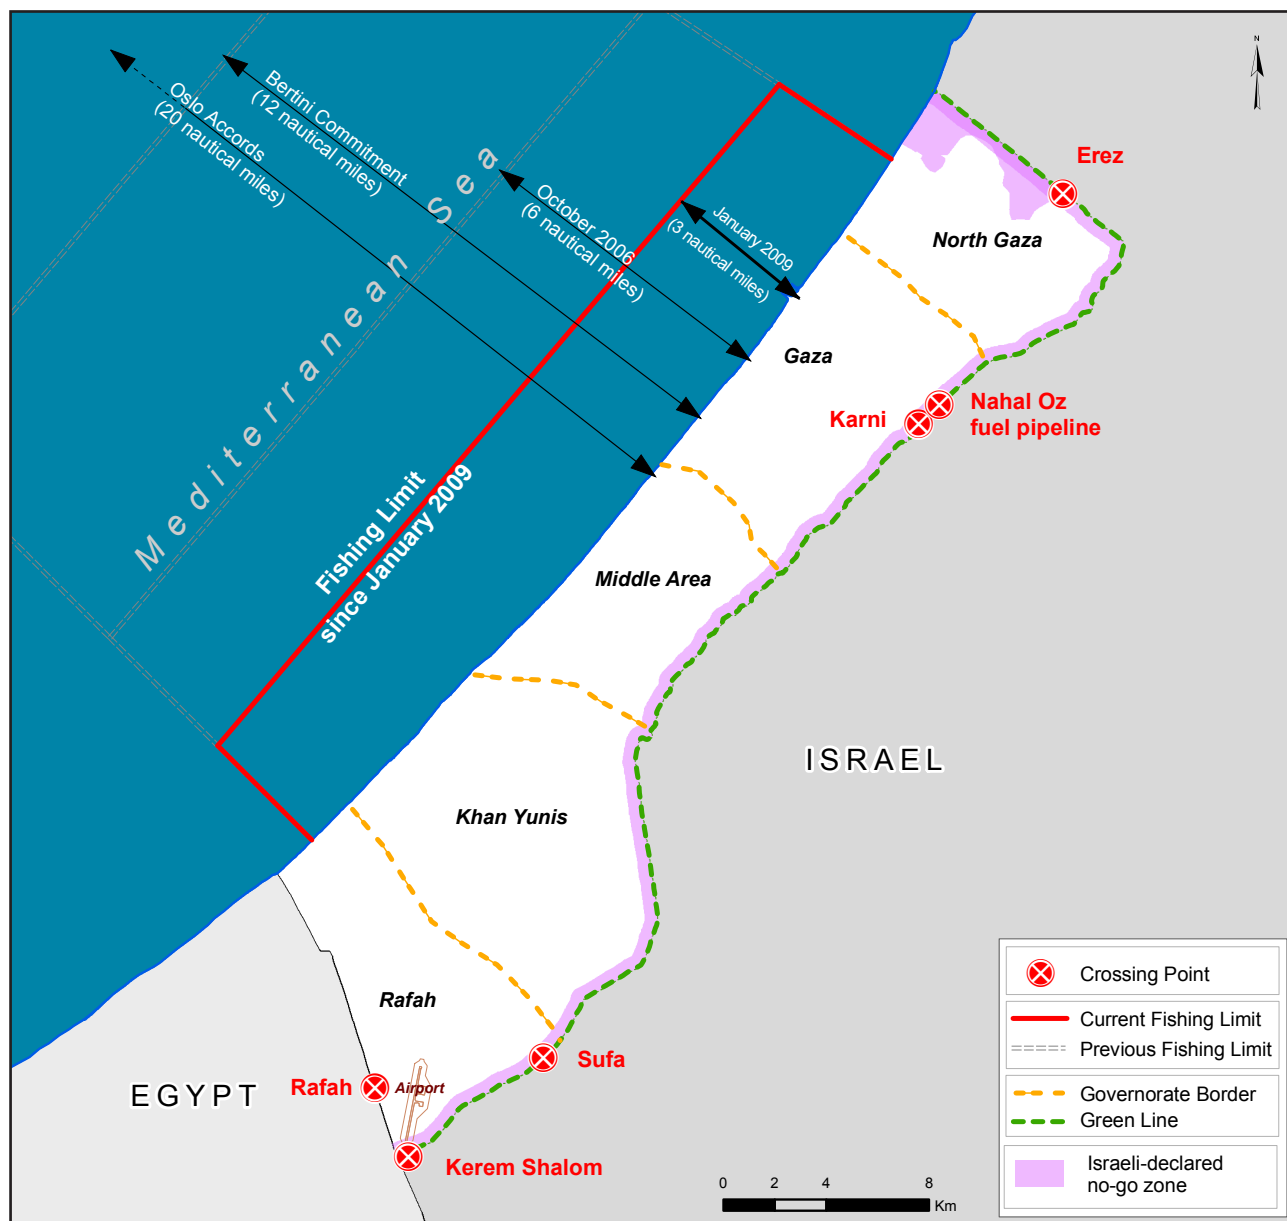 N
Oslo Accords
(20 nautical miles)
Bertini Commitment
(12 nautical miles)
Mediterranean Sea
October 2006
(6 nautical miles)
January 2009
(3 nautical miles)
Erez
North Gaza
Gaza
Karni
Nahal Oz
fuel pipeline
Fishing Limit
since January 2009
Middle Area
ISRAEL
Khan Yunis
Rafah
Sufa
EGYPT
Rafah
Airport
Kerem Shalom
0 2 4 8
Km
Crossing Point
Current Fishing Limit
Previous Fishing Limit
Governorate Border
Green Line
Israeli-declared
no-go zone